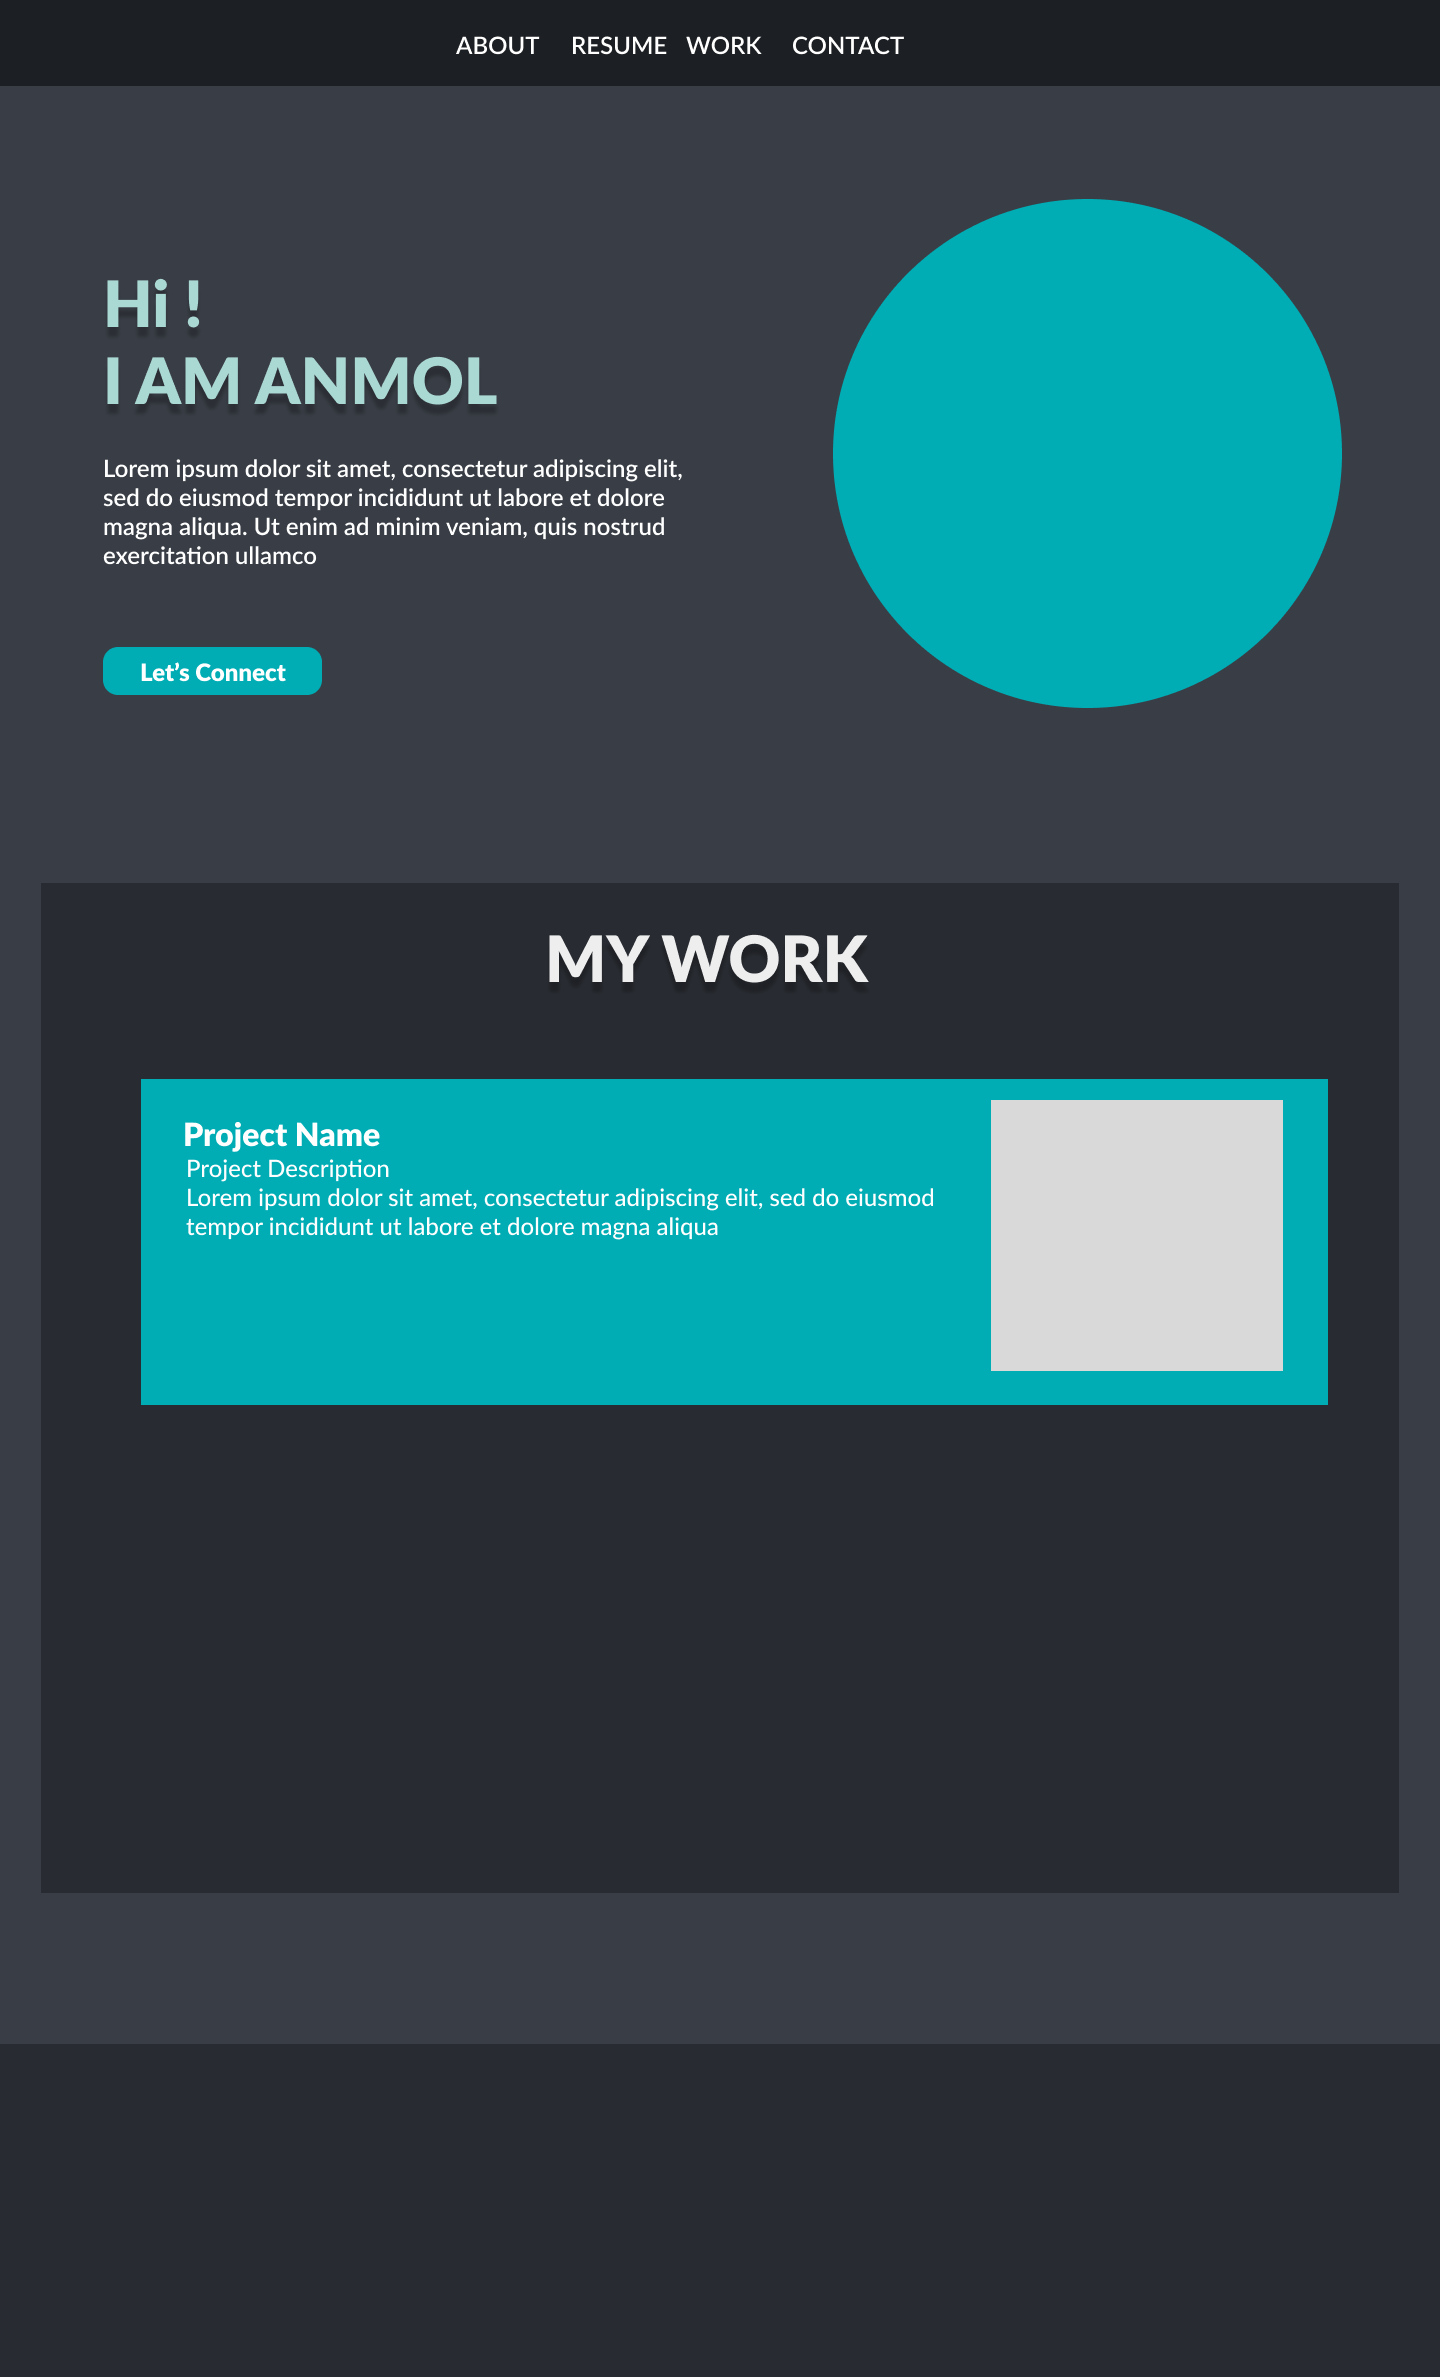 ABOUT RESUME WORK CONTACT
Hi !
I AM ANMOL
Lorem ipsum dolor sit amet, consectetur adipiscing elit,
sed do eiusmod tempor incididunt ut labore et dolore
magna aliqua. Ut enim ad minim veniam, quis nostrud
exercitation ullamco
Let’s Connect
MY WORK
Project Name
Project Description
Lorem ipsum dolor sit amet, consectetur adipiscing elit, sed do eiusmod
tempor incididunt ut labore et dolore magna aliqua